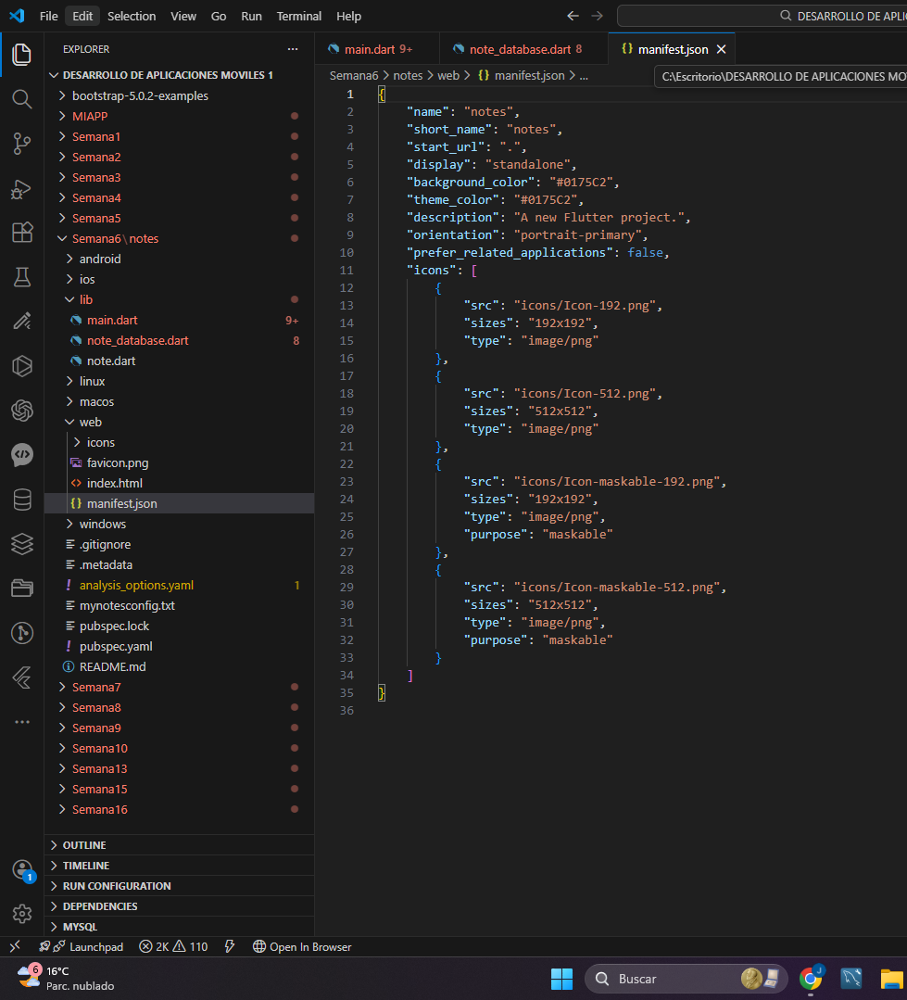 File Edit Selection View Go Run Terminal Help
DESARROLLO DE APLIC
EXPLORER
DESARROLLO DE APLICACIONES MOVILES 1
bootstrap-5.0.2-examples
MIAPP
Semana1
Semana2
Semana3
Semana4
Semana5
Semana6\notes
android
ios
lib
main.dart 9+
note_database.dart 8
note.dart
linux
macos
web
icons
favicon.png
index.html
manifest.json
windows
.gitignore
.metadata
analysis_options.yaml 1
mynotesconfig.txt
pubspec.lock
pubspec.yaml
README.md
Semana7
Semana8
Semana9
Semana10
Semana13
Semana15
Semana16
OUTLINE
TIMELINE
RUN CONFIGURATION
DEPENDENCIES
MYSQL
main.dart 9+ note_database.dart 8 {} manifest.json
Semana6 > notes > web > {} manifest.json > ...
C:\Escritorio\DESARROLLO DE APLICACIONES MO
1 {
2 "name": "notes",
3 "short_name": "notes",
4 "start_url": ".",
5 "display": "standalone",
6 "background_color": "#0175C2",
7 "theme_color": "#0175C2",
8 "description": "A new Flutter project.",
9 "orientation": "portrait-primary",
10 "prefer_related_applications": false,
11 "icons": [
12 {
13 "src": "icons/Icon-192.png",
14 "sizes": "192x192",
15 "type": "image/png"
16 },
17 {
18 "src": "icons/Icon-512.png",
19 "sizes": "512x512",
20 "type": "image/png"
21 },
22 {
23 "src": "icons/Icon-maskable-192.png",
24 "sizes": "192x192",
25 "type": "image/png",
26 "purpose": "maskable"
27 },
28 {
29 "src": "icons/Icon-maskable-512.png",
30 "sizes": "512x512",
31 "type": "image/png",
32 "purpose": "maskable"
33 }
34 ]
35 }
36
1
Launchpad 2K 110 Open In Browser
6
16°C
Parc. nublado
Buscar
J